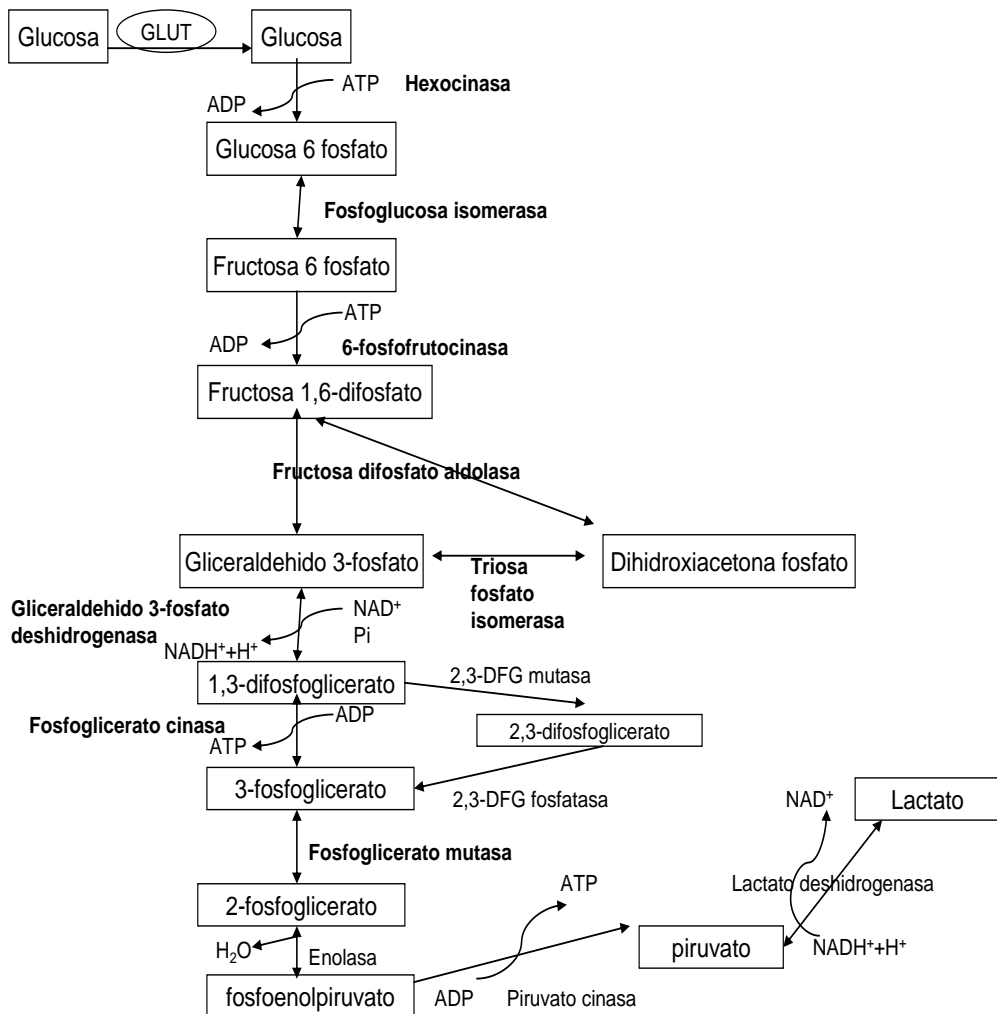 Glucosa
GLUT
Glucosa
ATP
Hexocinasa
ADP
Glucosa 6 fosfato
Fosfoglucosa isomerasa
Fructosa 6 fosfato
ATP
ADP
6-fosfofrutocinasa
Fructosa 1,6-difosfato
Fructosa difosfato aldolasa
Gliceraldehido 3-fosfato
Triosa
fosfato
isomerasa
Dihidroxiacetona fosfato
Gliceraldehido 3-fosfato
deshidrogenasa
NAD⁺
Pi
NADH⁺+H⁺
1,3-difosfoglicerato
2,3-DFG mutasa
Fosfoglicerato cinasa
ADP
ATP
2,3-difosfoglicerato
3-fosfoglicerato
2,3-DFG fosfatasa
NAD⁺
Lactato
Fosfoglicerato mutasa
ATP
Lactato deshidrogenasa
2-fosfoglicerato
H₂O
Enolasa
piruvato
NADH⁺+H⁺
fosfoenolpiruvato
ADP
Piruvato cinasa